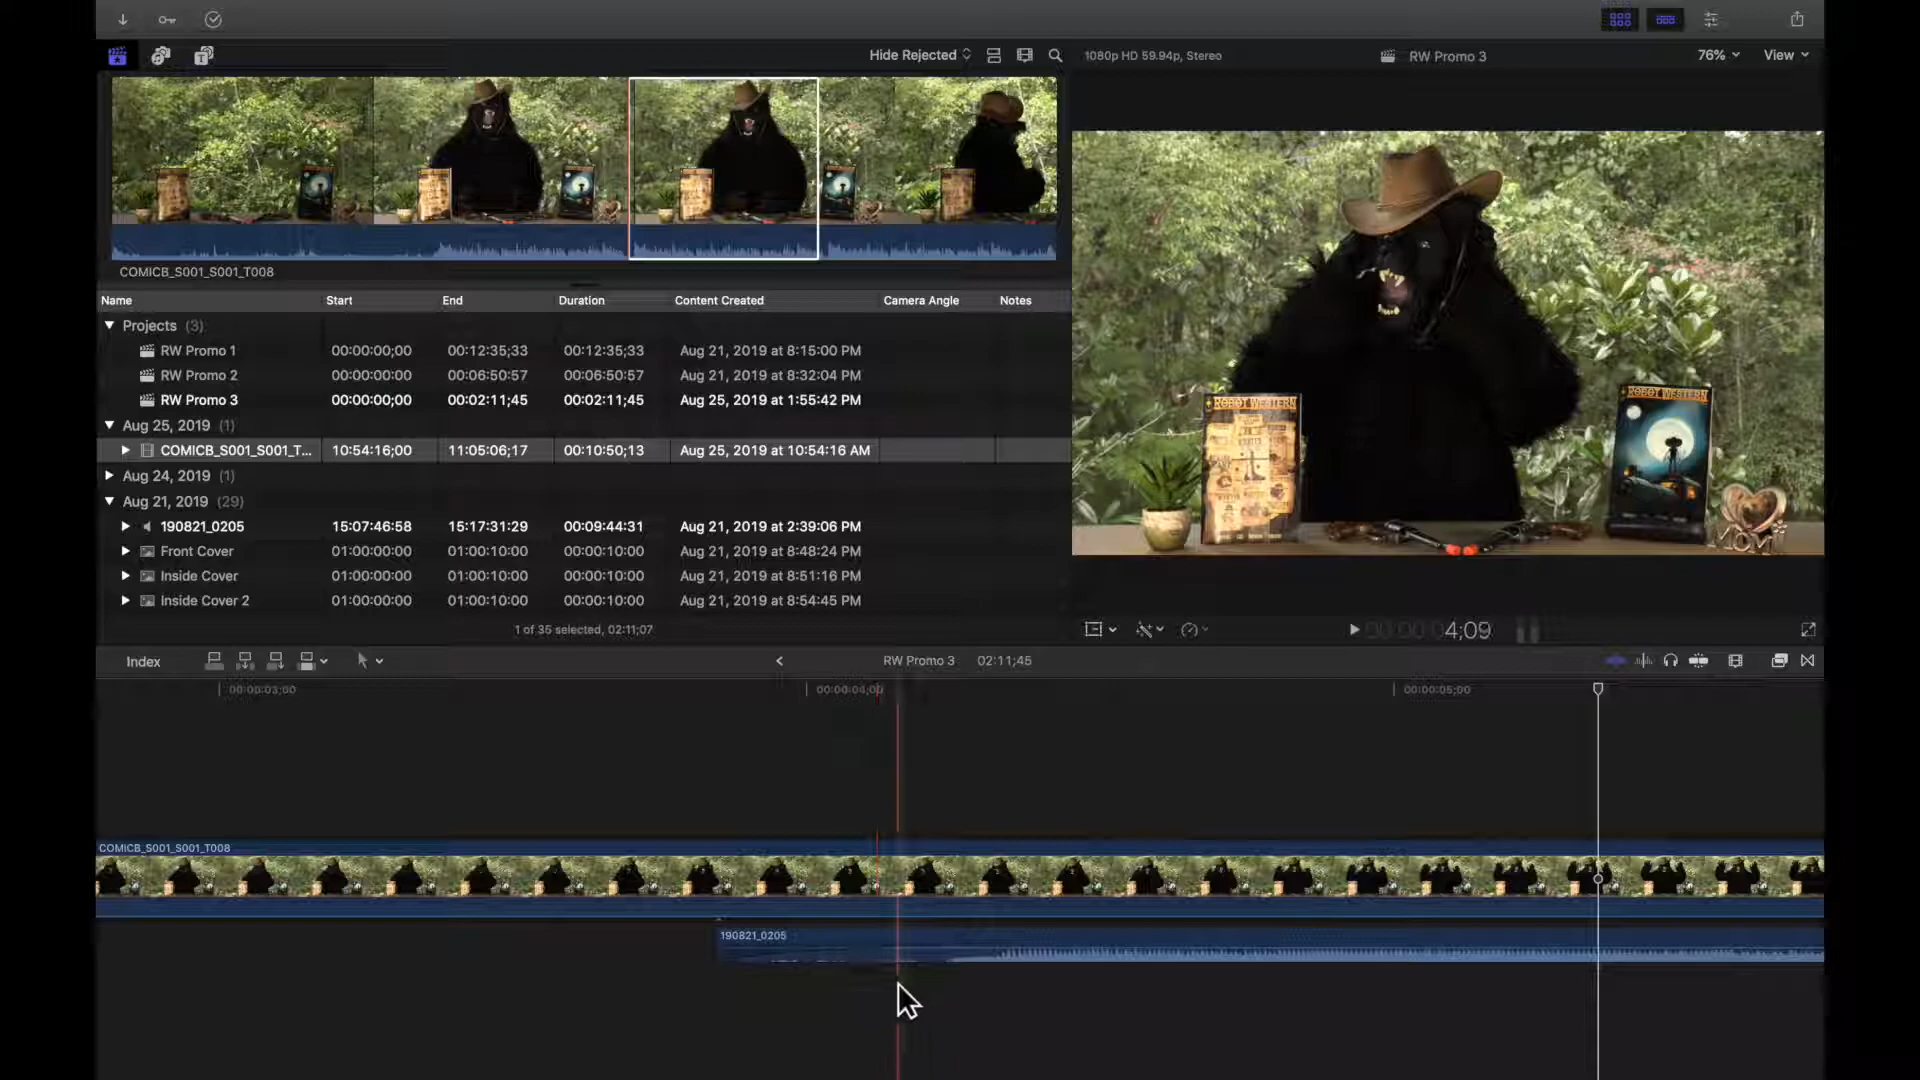 Hide Rejected
1080p HD 59.94p, Stereo
RW Promo 3
76%
View
COMICB_S001_S001_T008
Name Start End Duration Content Created Camera Angle Notes
Projects (3)
RW Promo 1 00:00:00;00 00:12:35;33 00:12:35;33 Aug 21, 2019 at 8:15:00 PM
RW Promo 2 00:00:00:00 00:06:50:57 00:06:50:57 Aug 21, 2019 at 8:32:04 PM
RW Promo 3 00:00:00;00 00:02:11;45 00:02:11;45 Aug 25, 2019 at 1:55:42 PM
Aug 25, 2019 (1)
COMICB_S001_S001_T... 10:54:16;00 11:05:06;17 00:10:50;13 Aug 25, 2019 at 10:54:16 AM
Aug 24, 2019 (1)
Aug 21, 2019 (29)
190821_0205 15:07:46:58 15:17:31:29 00:09:44:31 Aug 21, 2019 at 2:39:06 PM
Front Cover 01:00:00:00 01:00:10:00 00:00:10:00 Aug 21, 2019 at 8:48:24 PM
Inside Cover 01:00:00:00 01:00:10:00 00:00:10:00 Aug 21, 2019 at 8:51:16 PM
Inside Cover 2 01:00:00:00 01:00:10:00 00:00:10:00 Aug 21, 2019 at 8:54:45 PM
1 of 35 selected, 02:11;07
ROBOT WESTERN
ROBOT WESTERN
MOM
4;09
Index
RW Promo 3 02:11;45
00:00:03;00
00:00:04;00
00:00:05;00
COMICB_S001_S001_T008
190821_0205